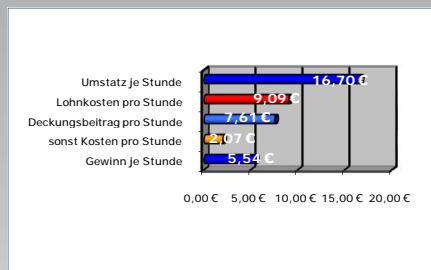 Umstatz je Stunde 16,70 €
Lohnkosten pro Stunde 9,09 €
Deckungsbeitrag pro Stunde 7,61 €
sonst Kosten pro Stunde 2,07 €
Gewinn je Stunde 5,54 €
0,00 € 5,00 € 10,00 € 15,00 € 20,00 €